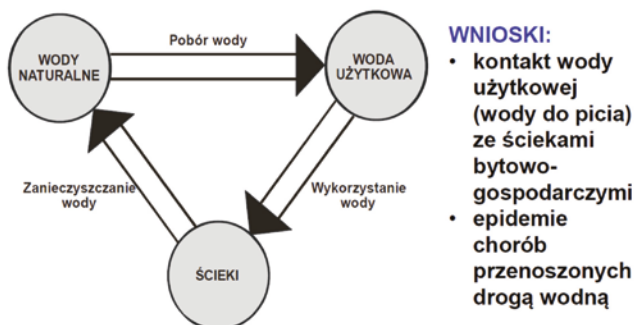 WODY
NATURALNE
Pobór wody
WODA
UŻYTKOWA
Zanieczyszczanie
wody
Wykorzystanie
wody
ŚCIEKI
WNIOSKI:
• kontakt wody
użytkowej
(wody do picia)
ze ściekami
bytowo-
gospodarczymi
• epidemie
chorób
przenoszonych
drogą wodną